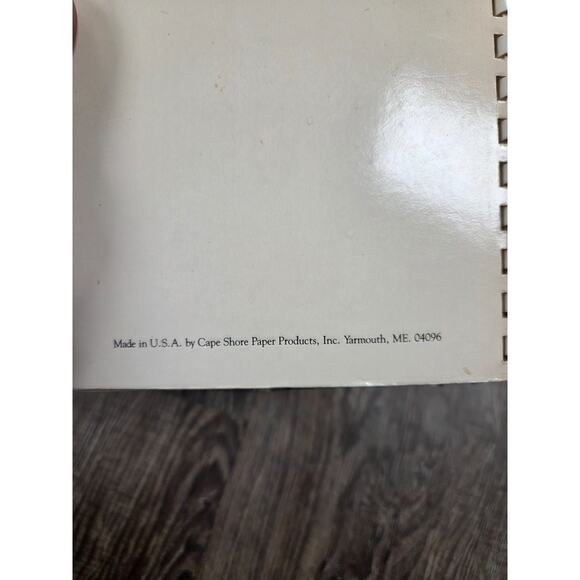 Made in U.S.A. by Cape Shore Paper Products, Inc. Yarmouth, ME. 04096